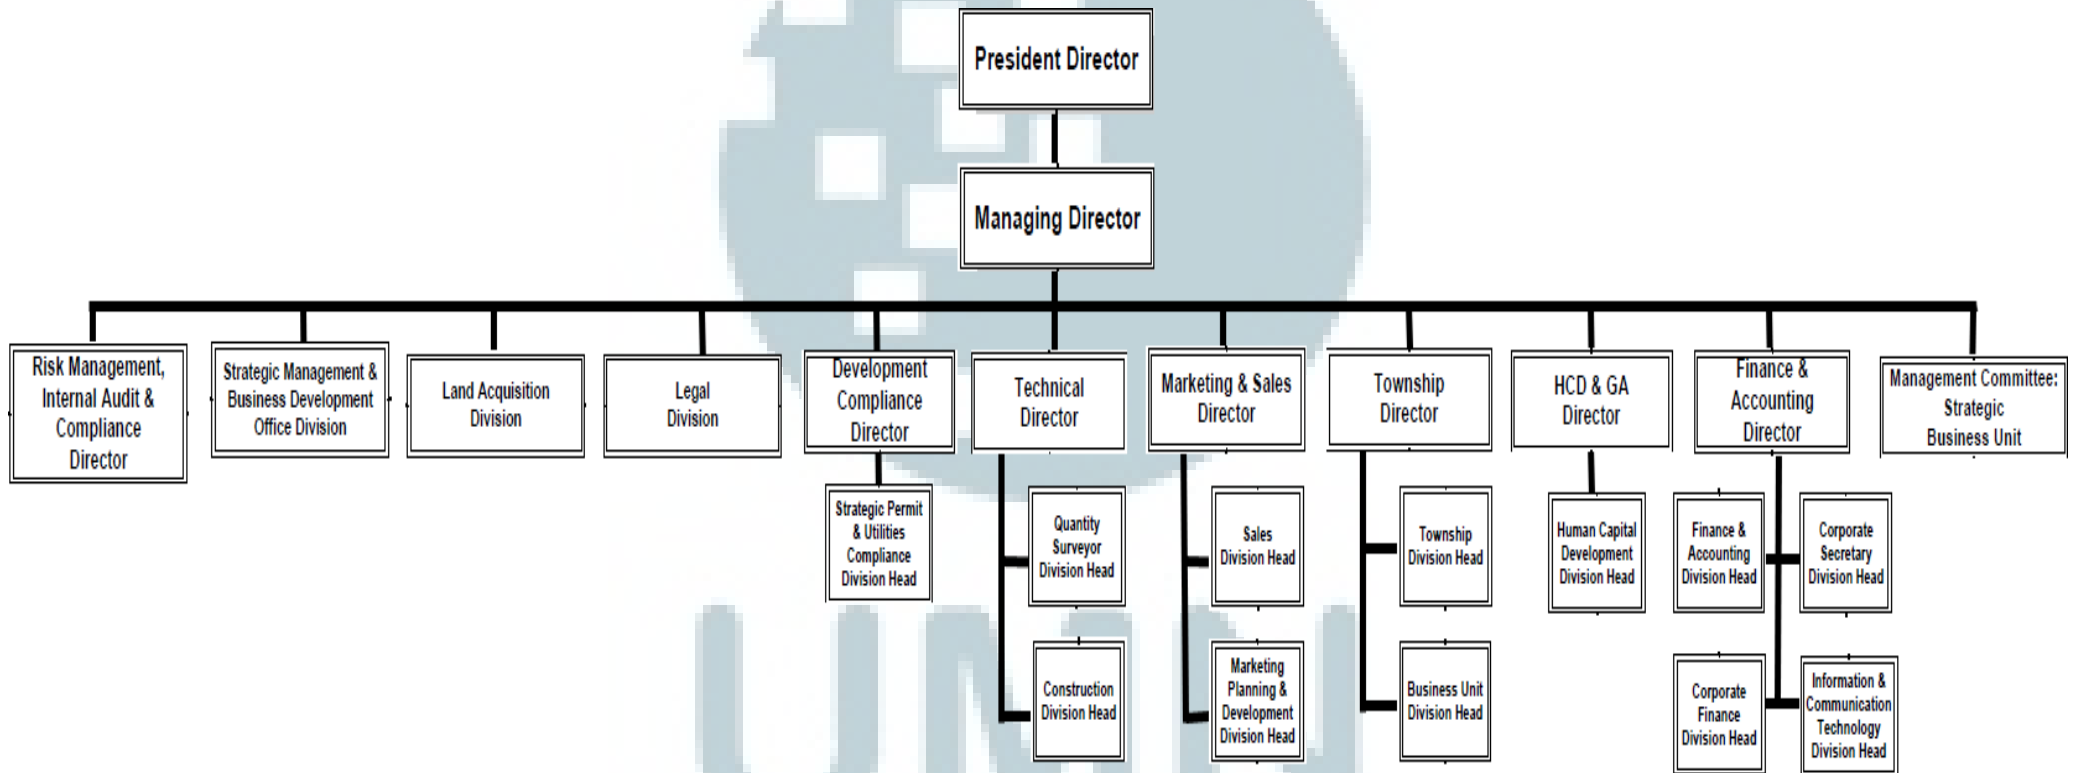 President Director
Managing Director
Risk Management,
Internal Audit &
Compliance
Director
Strategic Management &
Business Development
Office Division
Land Acquisition
Division
Legal
Division
Development
Compliance
Director
Technical
Director
Marketing & Sales
Director
Township
Director
HCD & GA
Director
Finance &
Accounting
Director
Management Committee:
Strategic
Business Unit
Strategic Permit
& Utilities
Compliance
Division Head
Quantity
Surveyor
Division Head
Sales
Division Head
Township
Division Head
Human Capital
Development
Division Head
Finance &
Accounting
Division Head
Corporate
Secretary
Division Head
Construction
Division Head
Marketing
Planning &
Development
Division Head
Business Unit
Division Head
Corporate
Finance
Division Head
Information &
Communication
Technology
Division Head